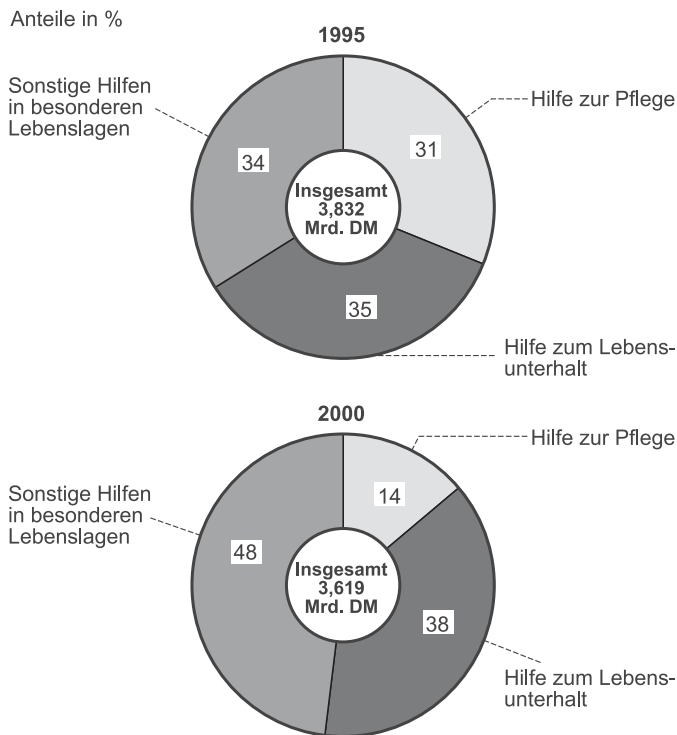 Anteile in %
1995
Sonstige Hilfen
in besonderen
Lebenslagen
Hilfe zur Pflege
34
31
Insgesamt
3,832
Mrd. DM
35
Hilfe zum Lebens-
unterhalt
2000
Hilfe zur Pflege
Sonstige Hilfen
in besonderen
Lebenslagen
14
48
Insgesamt
3,619
Mrd. DM
38
Hilfe zum Lebens-
unterhalt